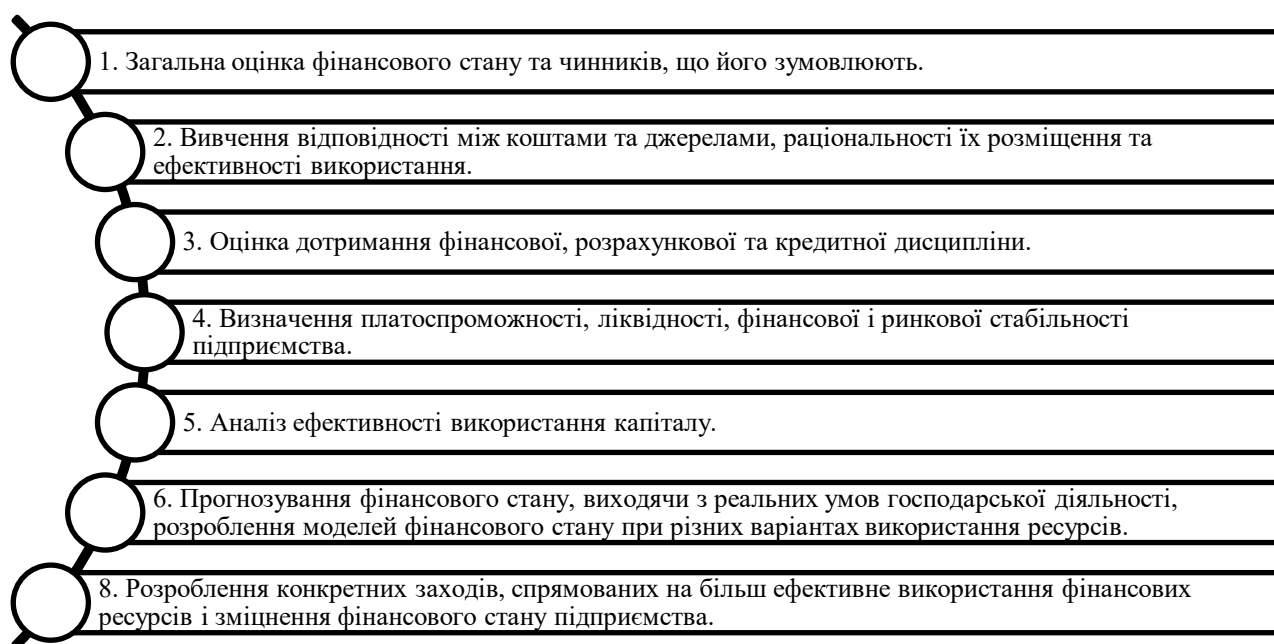 1. Загальна оцінка фінансового стану та чинників, що його зумовлюють.
2. Вивчення відповідності між коштами та джерелами, раціональності їх розміщення та
ефективності використання.
3. Оцінка дотримання фінансової, розрахункової та кредитної дисципліни.
4. Визначення платоспроможності, ліквідності, фінансової і ринкової стабільності
підприємства.
5. Аналіз ефективності використання капіталу.
6. Прогнозування фінансового стану, виходячи з реальних умов господарської діяльності,
розроблення моделей фінансового стану при різних варіантах використання ресурсів.
8. Розроблення конкретних заходів, спрямованих на більш ефективне використання фінансових
ресурсів і зміцнення фінансового стану підприємства.